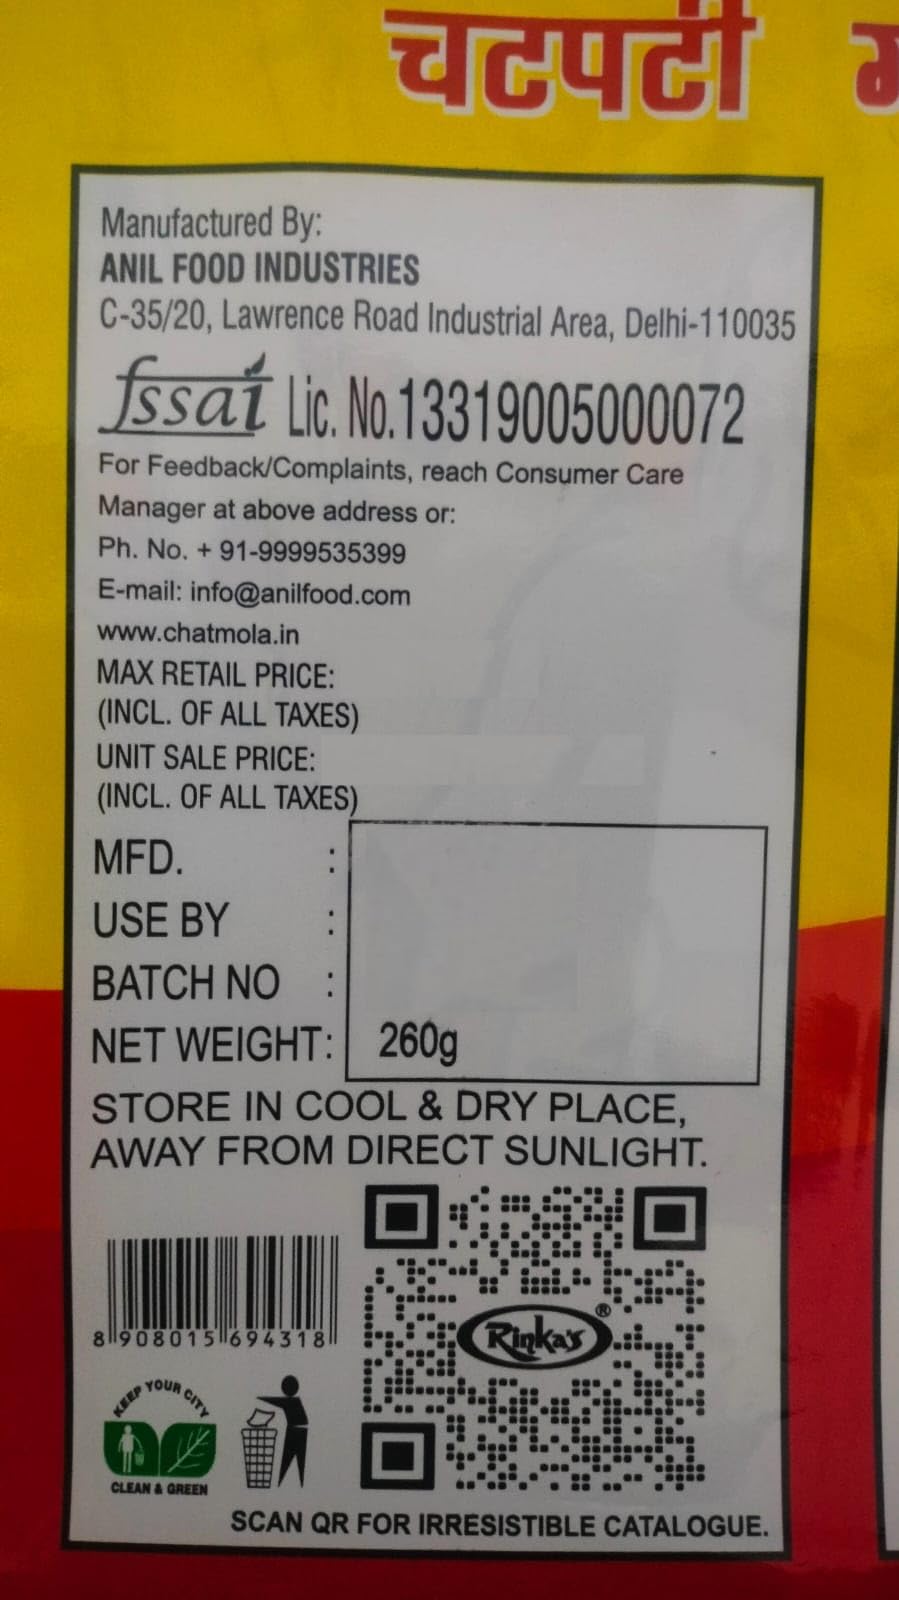 चटपटी
Manufactured By:
ANIL FOOD INDUSTRIES
C-35/20, Lawrence Road Industrial Area, Delhi-110035
fssai Lic. No.13319005000072
For Feedback/Complaints, reach Consumer Care
Manager at above address or:
Ph. No. + 91-9999535399
E-mail: info@anilfood.com
www.chatmola.in
MAX RETAIL PRICE:
(INCL. OF ALL TAXES)
UNIT SALE PRICE:
(INCL. OF ALL TAXES)
MFD. :
USE BY :
BATCH NO :
NET WEIGHT: 260g
STORE IN COOL & DRY PLACE,
AWAY FROM DIRECT SUNLIGHT.
8 908015 694318
Rinka's ®
KEEP YOUR CITY
CLEAN & GREEN
SCAN QR FOR IRRESISTIBLE CATALOGUE.